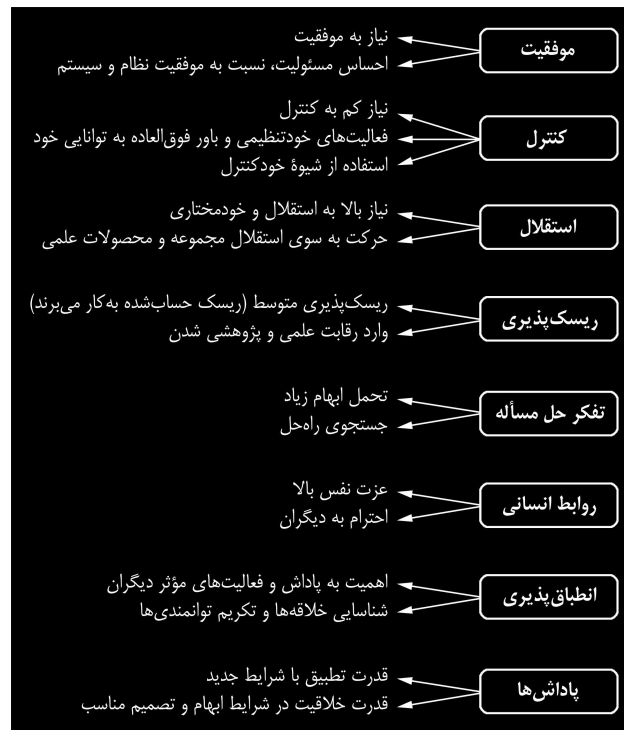 موفقیت
نیاز به موفقیت
احساس مسئولیت، نسبت به موفقیت نظام و سیستم
کنترل
نیاز کم به کنترل
فعالیت‌های خودتنظیمی و باور فوق‌العاده به توانایی خود
استفاده از شیوهٔ خودکنترل
استقلال
نیاز بالا به استقلال و خودمختاری
حرکت به سوی استقلال مجموعه و محصولات علمی
ریسک‌پذیری
ریسک‌پذیری متوسط (ریسک حساب‌شده به‌کار می‌برند)
وارد رقابت علمی و پژوهشی شدن
تفکر حل مسأله
تحمل ابهام زیاد
جستجوی راه‌حل
روابط انسانی
عزت نفس بالا
احترام به دیگران
انطباق‌پذیری
اهمیت به پاداش و فعالیت‌های مؤثر دیگران
شناسایی خلاقه‌ها و تکریم توانمندی‌ها
پاداش‌ها
قدرت تطبیق با شرایط جدید
قدرت خلاقیت در شرایط ابهام و تصمیم مناسب